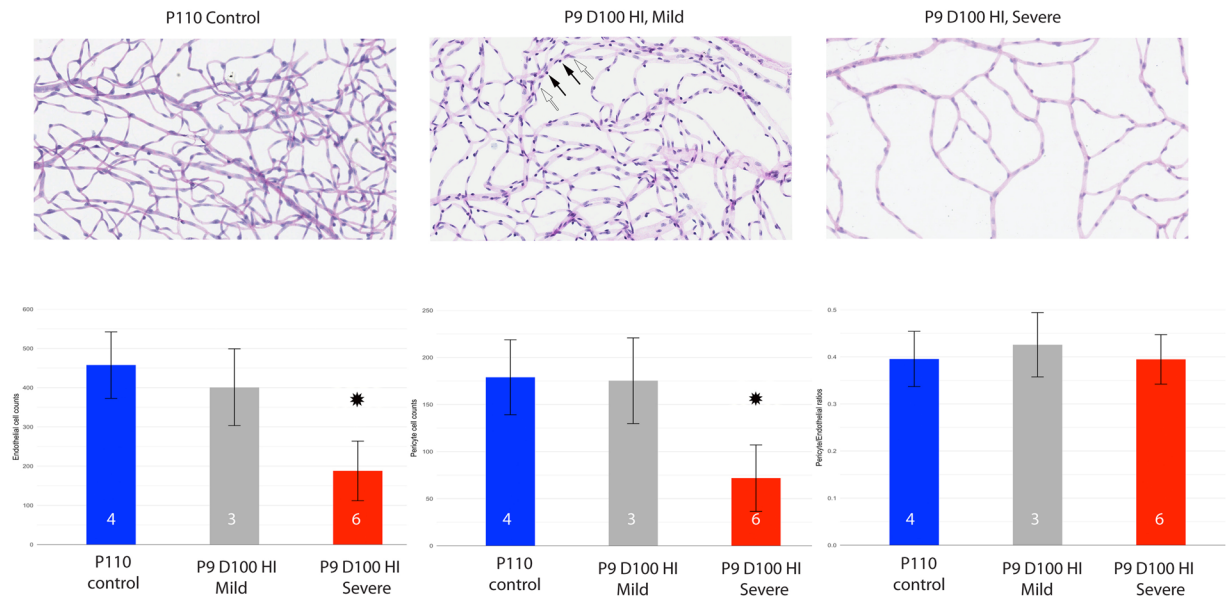 P110 Control
P9 D100 HI, Mild
P9 D100 HI, Severe
600
500
400
300
200
100
0
Endothelial cell counts
4
3
6
P110
control
P9 D100 HI
Mild
P9 D100 HI
Severe
250
200
150
100
50
0
Pericyte cell counts
4
3
6
P110
control
P9 D100 HI
Mild
P9 D100 HI
Severe
0.5
0.4
0.3
0.2
0.1
0.0
Pericyte/Endothelial ratios
4
3
6
P110
control
P9 D100 HI
Mild
P9 D100 HI
Severe